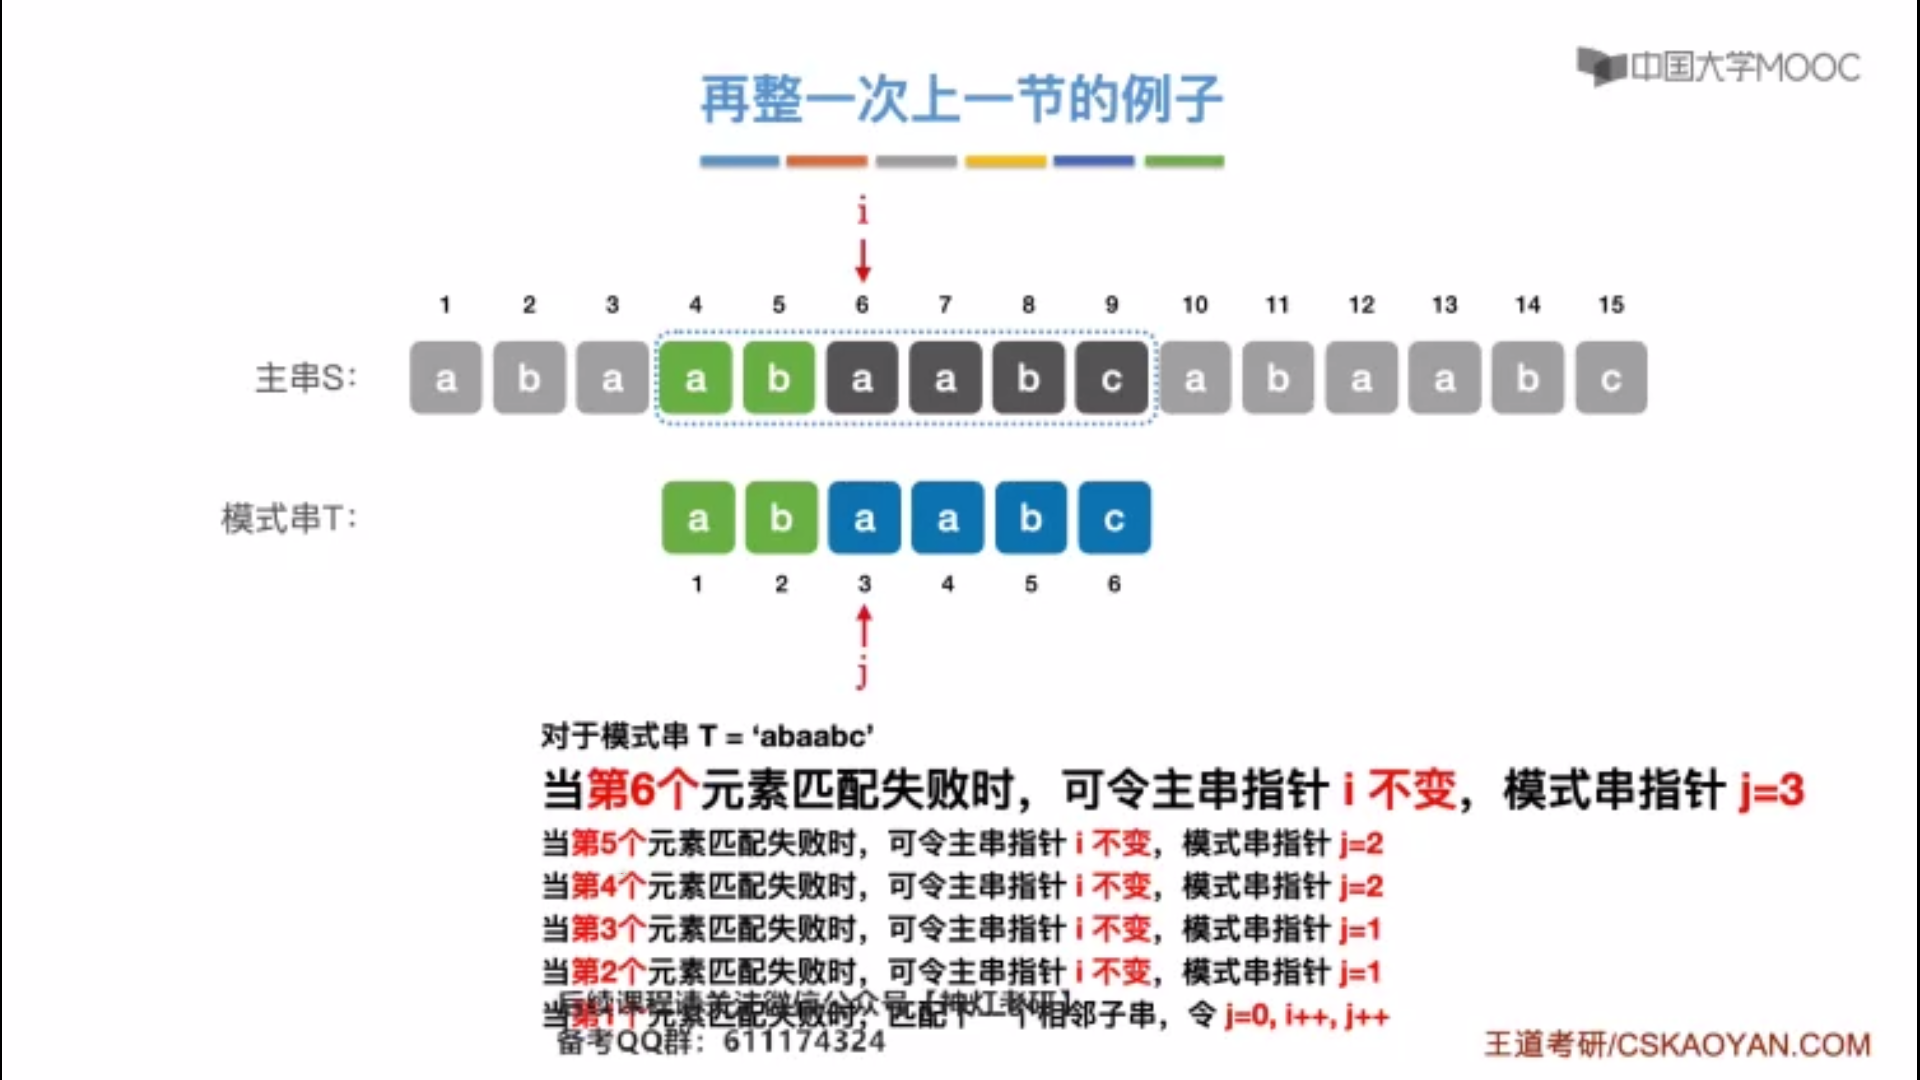 中国大学MOOC
再整一次上一节的例子
i
1 2 3 4 5 6 7 8 9 10 11 12 13 14 15
主串S: a b a a b a a b c a b a a b c
模式串T: a b a a b c
1 2 3 4 5 6
j
对于模式串 T = ‘abaabc’
当第6个元素匹配失败时，可令主串指针 i 不变，模式串指针 j=3
当第5个元素匹配失败时，可令主串指针 i 不变，模式串指针 j=2
当第4个元素匹配失败时，可令主串指针 i 不变，模式串指针 j=2
当第3个元素匹配失败时，可令主串指针 i 不变，模式串指针 j=1
当第2个元素匹配失败时，可令主串指针 i 不变，模式串指针 j=1
后续课程请关注微信公众号【神灯考研】
当第1个元素匹配失败时，匹配下一个相邻子串，令 j=0, i++, j++
备考QQ群：611174324
王道考研/CSKAOYAN.COM